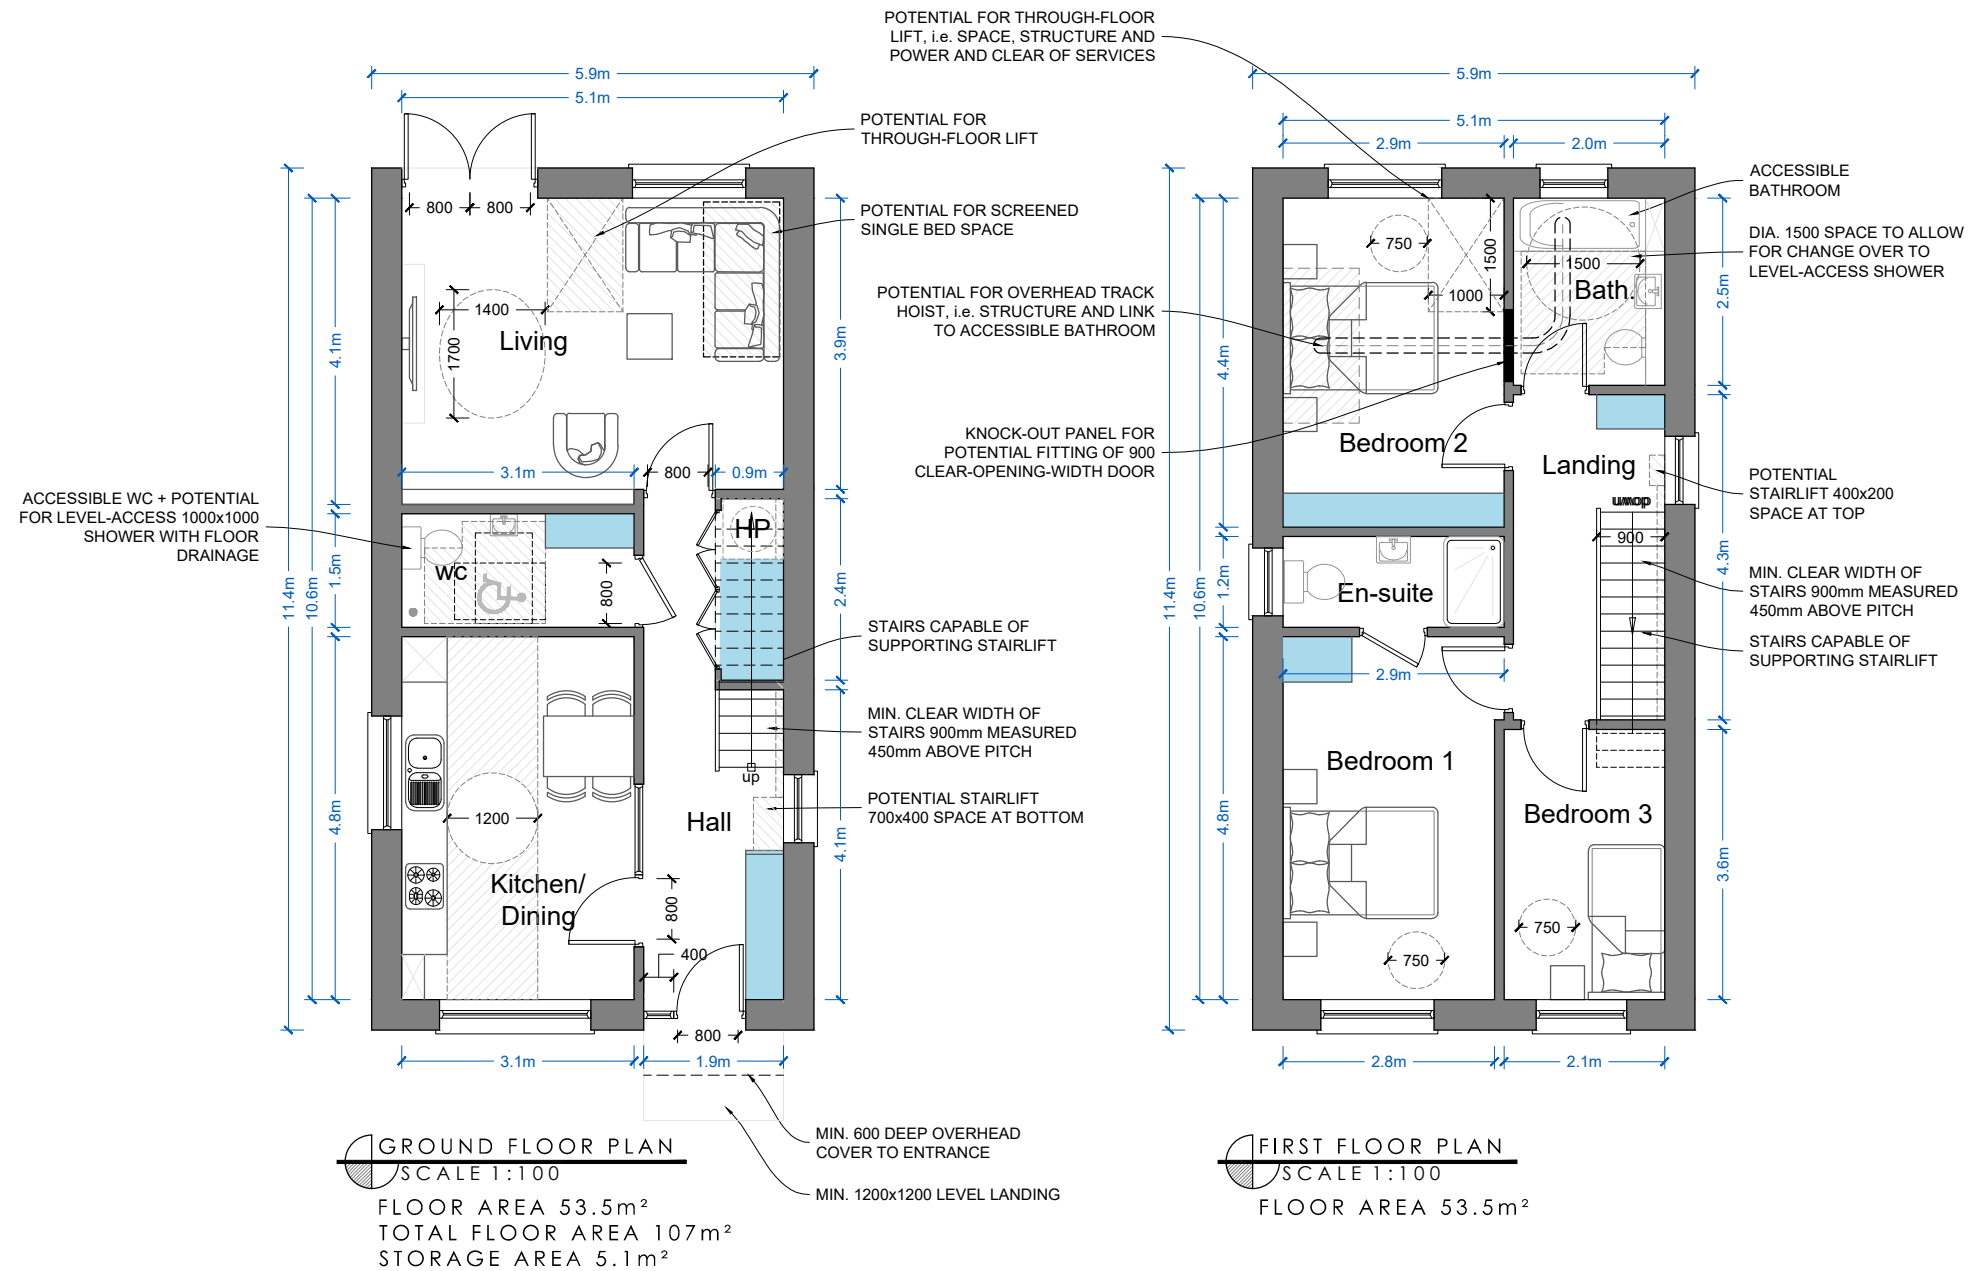 POTENTIAL FOR THROUGH-FLOOR
LIFT, i.e. SPACE, STRUCTURE AND
POWER AND CLEAR OF SERVICES
5.9m
5.1m
POTENTIAL FOR
THROUGH-FLOOR LIFT
800
800
POTENTIAL FOR SCREENED
SINGLE BED SPACE
1400
Living
1700
4.1m
3.9m
3.1m
800
0.9m
ACCESSIBLE WC + POTENTIAL
FOR LEVEL-ACCESS 1000x1000
SHOWER WITH FLOOR
DRAINAGE
HP
wc
800
11.4m
10.6m
1.5m
2.4m
STAIRS CAPABLE OF
SUPPORTING STAIRLIFT
MIN. CLEAR WIDTH OF
STAIRS 900mm MEASURED
450mm ABOVE PITCH
up
POTENTIAL STAIRLIFT
700x400 SPACE AT BOTTOM
1200
Hall
4.8m
4.1m
Kitchen/
Dining
800
400
800
3.1m
1.9m
MIN. 600 DEEP OVERHEAD
COVER TO ENTRANCE
MIN. 1200x1200 LEVEL LANDING
GROUND FLOOR PLAN
SCALE 1:100
FLOOR AREA 53.5m²
TOTAL FLOOR AREA 107m²
STORAGE AREA 5.1m²
5.9m
5.1m
2.9m
2.0m
ACCESSIBLE
BATHROOM
DIA. 1500 SPACE TO ALLOW
FOR CHANGE OVER TO
LEVEL-ACCESS SHOWER
750
1500
1000
1500
Bath.
2.5m
POTENTIAL FOR OVERHEAD TRACK
HOIST, i.e. STRUCTURE AND LINK
TO ACCESSIBLE BATHROOM
4.4m
KNOCK-OUT PANEL FOR
POTENTIAL FITTING OF 900
CLEAR-OPENING-WIDTH DOOR
Bedroom 2
Landing
down
POTENTIAL
STAIRLIFT 400x200
SPACE AT TOP
900
4.3m
MIN. CLEAR WIDTH OF
STAIRS 900mm MEASURED
450mm ABOVE PITCH
STAIRS CAPABLE OF
SUPPORTING STAIRLIFT
11.4m
10.6m
1.2m
En-suite
2.9m
Bedroom 1
Bedroom 3
4.8m
3.6m
750
750
2.8m
2.1m
FIRST FLOOR PLAN
SCALE 1:100
FLOOR AREA 53.5m²